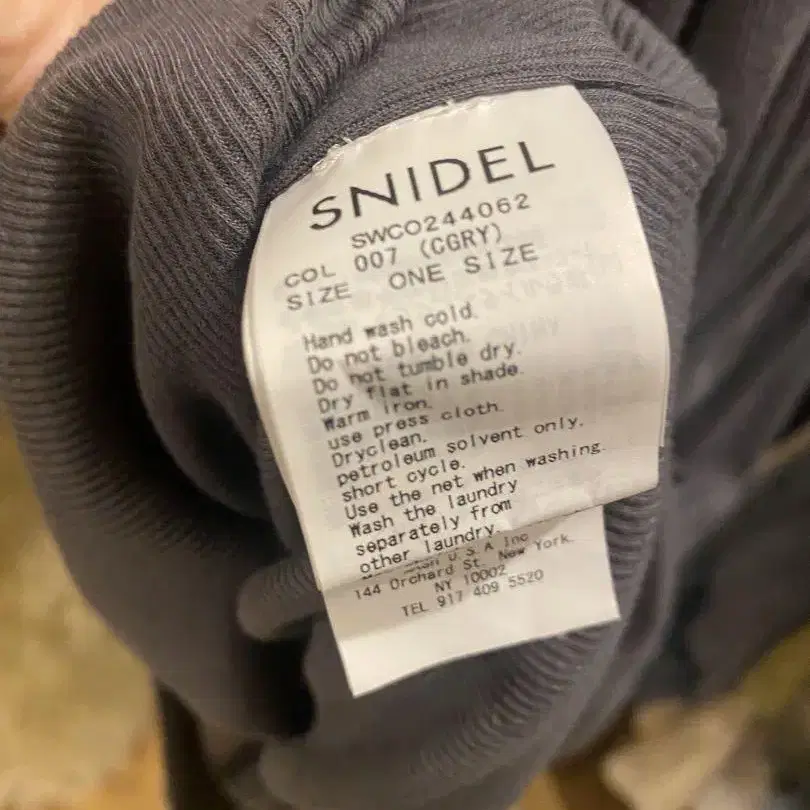 SNIDEL
SWCO244062
COL 007 (CGRY)
SIZE ONE SIZE
Hand wash cold.
Do not bleach.
Do not tumble dry.
Dry flat in shade.
Warm iron.
use press cloth.
Dryclean.
petroleum solvent only.
short cycle.
Use the net when washing.
Wash the laundry
separately from
other laundry.
U.S.A Inc
144 Orchard St. New York.
NY 10002
TEL 917 409 5520